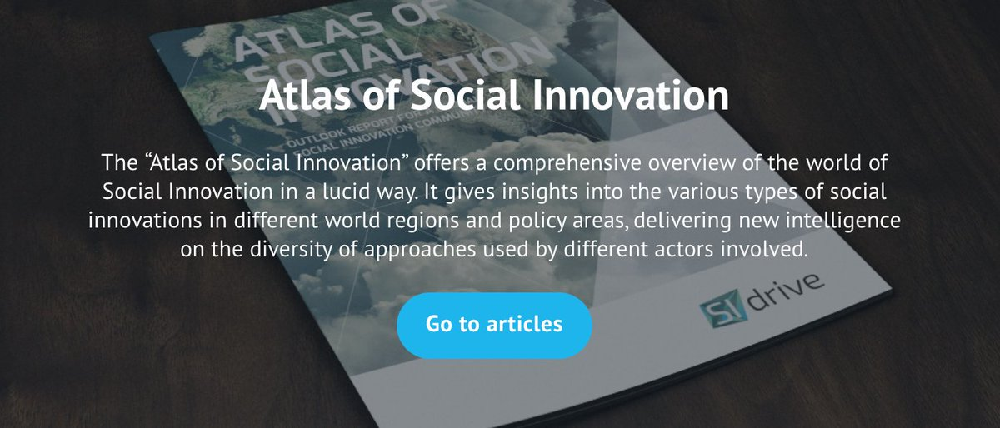 ATLAS OF
SOCIAL
INNOVATION
OUTLOOK REPORT FOR
SOCIAL INNOVATION COMMUNI
Atlas of Social Innovation
The “Atlas of Social Innovation” offers a comprehensive overview of the world of
Social Innovation in a lucid way. It gives insights into the various types of social
innovations in different world regions and policy areas, delivering new intelligence
on the diversity of approaches used by different actors involved.
Go to articles
SI drive